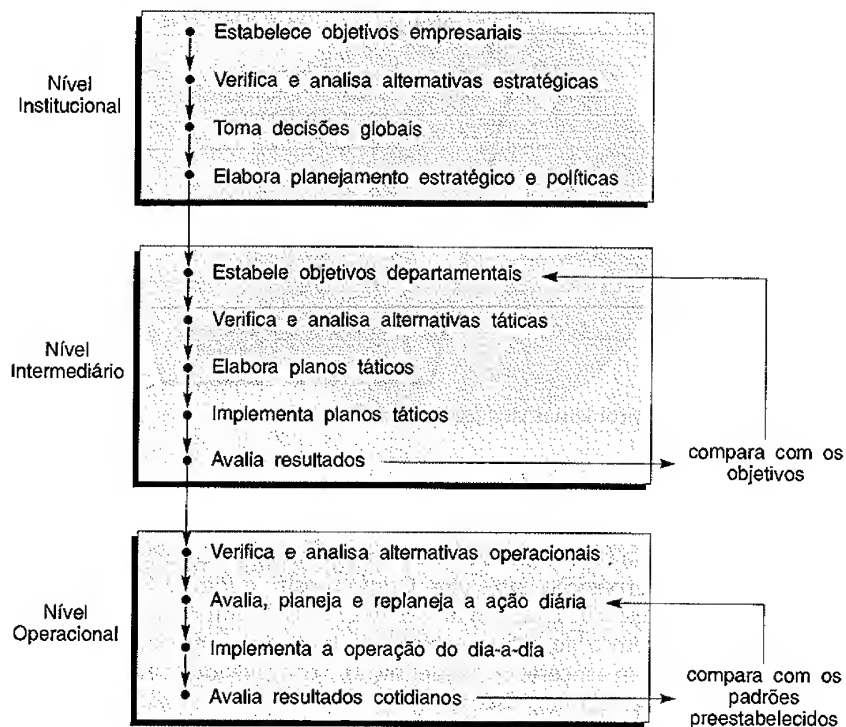 Nível
Institucional
Estabelece objetivos empresariais
Verifica e analisa alternativas estratégicas
Toma decisões globais
Elabora planejamento estratégico e políticas
Nível
Intermediário
Estabele objetivos departamentais
Verifica e analisa alternativas táticas
Elabora planos táticos
Implementa planos táticos
Avalia resultados
compara com os
objetivos
Nível
Operacional
Verifica e analisa alternativas operacionais
Avalia, planeja e replaneja a ação diária
Implementa a operação do dia-a-dia
Avalia resultados cotidianos
compara com os
padrões
preestabelecidos